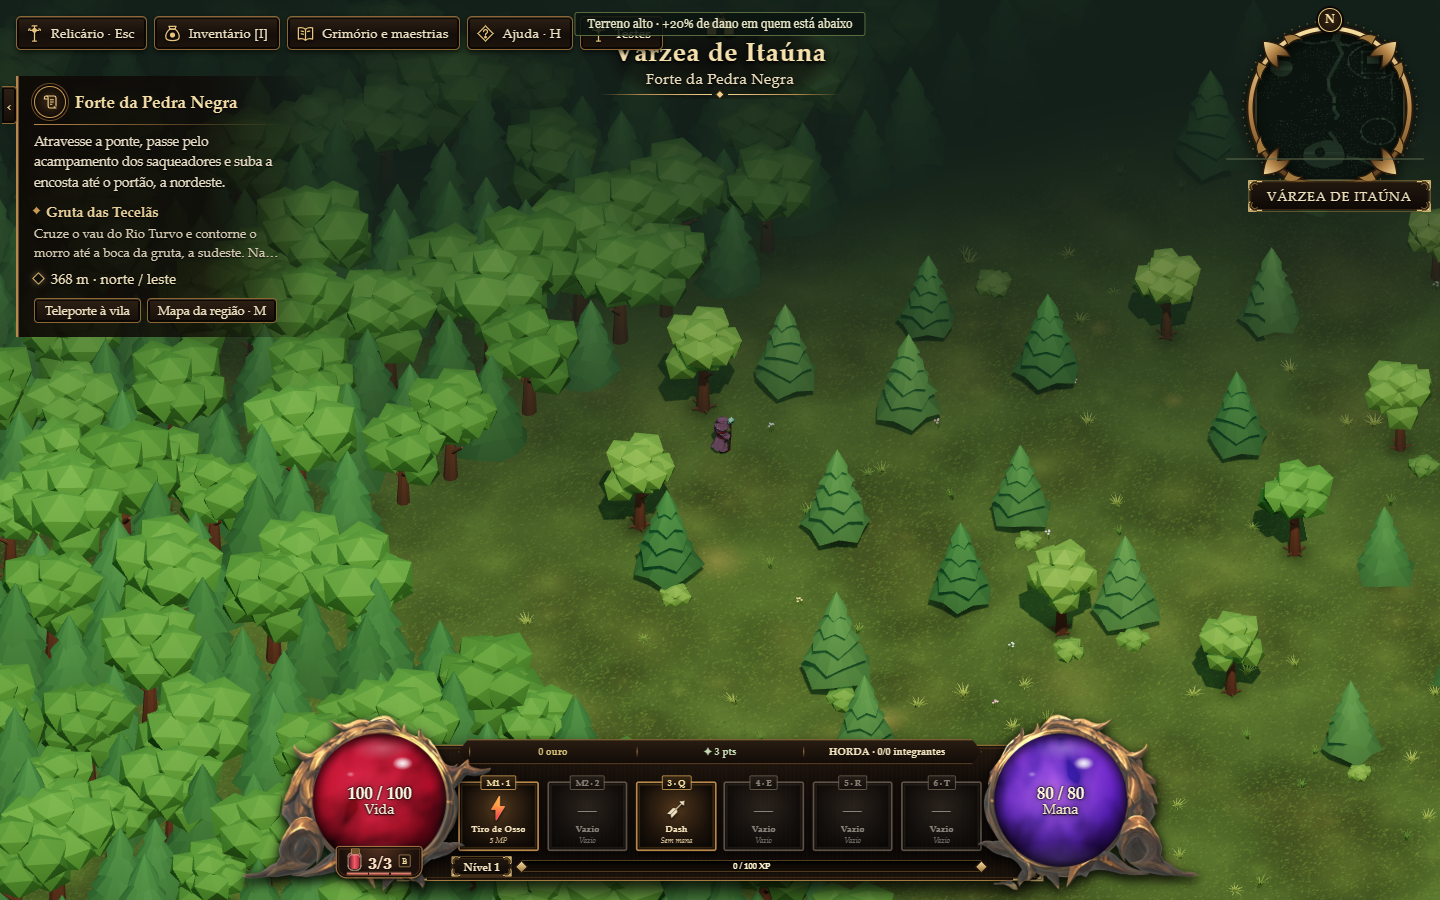 Relicário · Esc
Inventário [I]
Grimório e maestrias
Ajuda · H
Testes
Terreno alto · +20% de dano em quem está abaixo
Várzea de Itaúna
Forte da Pedra Negra
N
VÁRZEA DE ITAÚNA
‹
Forte da Pedra Negra
Atravesse a ponte, passe pelo
acampamento dos saqueadores e suba a
encosta até o portão, a nordeste.
Gruta das Tecelãs
Cruze o vau do Rio Turvo e contorne o
morro até a boca da gruta, a sudeste. Na…
368 m · norte / leste
Teleporte à vila
Mapa da região · M
0 ouro
3 pts
HORDA · 0/0 integrantes
100 / 100
Vida
3/3
B
M1 · 1
Tiro de Osso
5 MP
M2 · 2
—
Vazio
Vazio
3 · Q
Dash
Sem mana
4 · E
—
Vazio
Vazio
5 · R
—
Vazio
Vazio
6 · T
—
Vazio
Vazio
80 / 80
Mana
Nível 1
0 / 100 XP